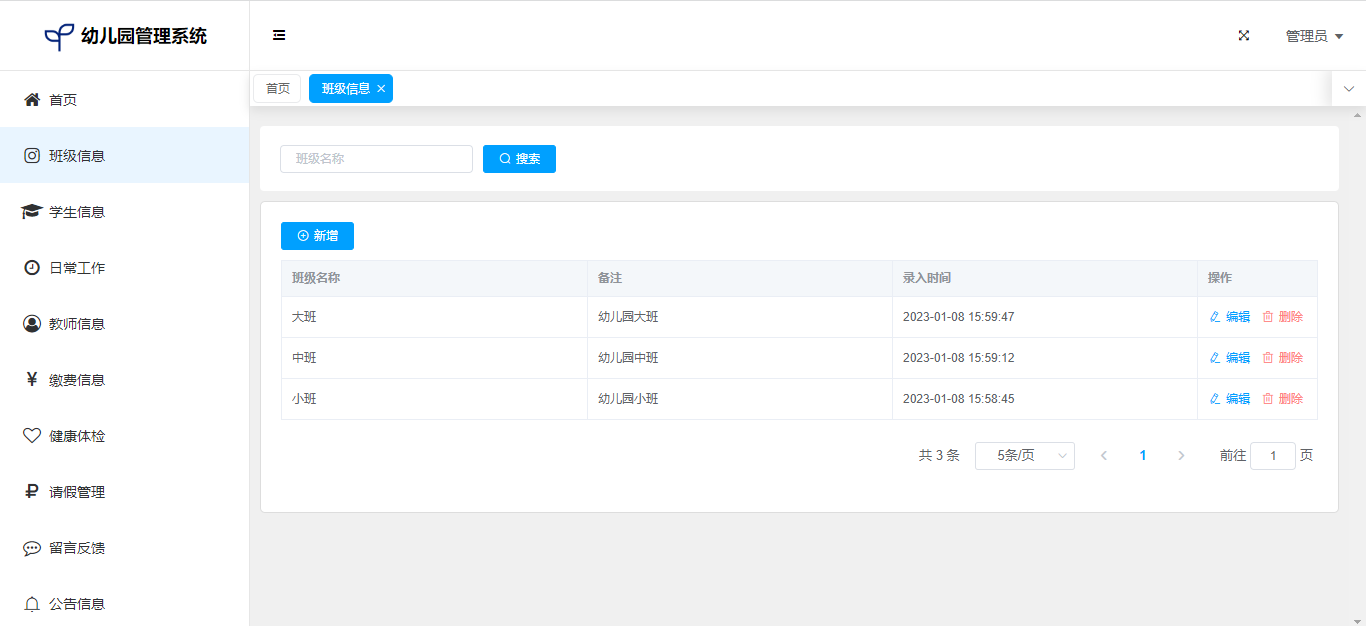 幼儿园管理系统
管理员
首页
班级信息
学生信息
日常工作
教师信息
缴费信息
健康体检
请假管理
留言反馈
公告信息
首页 班级信息
班级名称 搜索
新增
班级名称 备注 录入时间 操作
大班 幼儿园大班 2023-01-08 15:59:47 编辑 删除
中班 幼儿园中班 2023-01-08 15:59:12 编辑 删除
小班 幼儿园小班 2023-01-08 15:58:45 编辑 删除
共 3 条 5条/页 1 前往 1 页